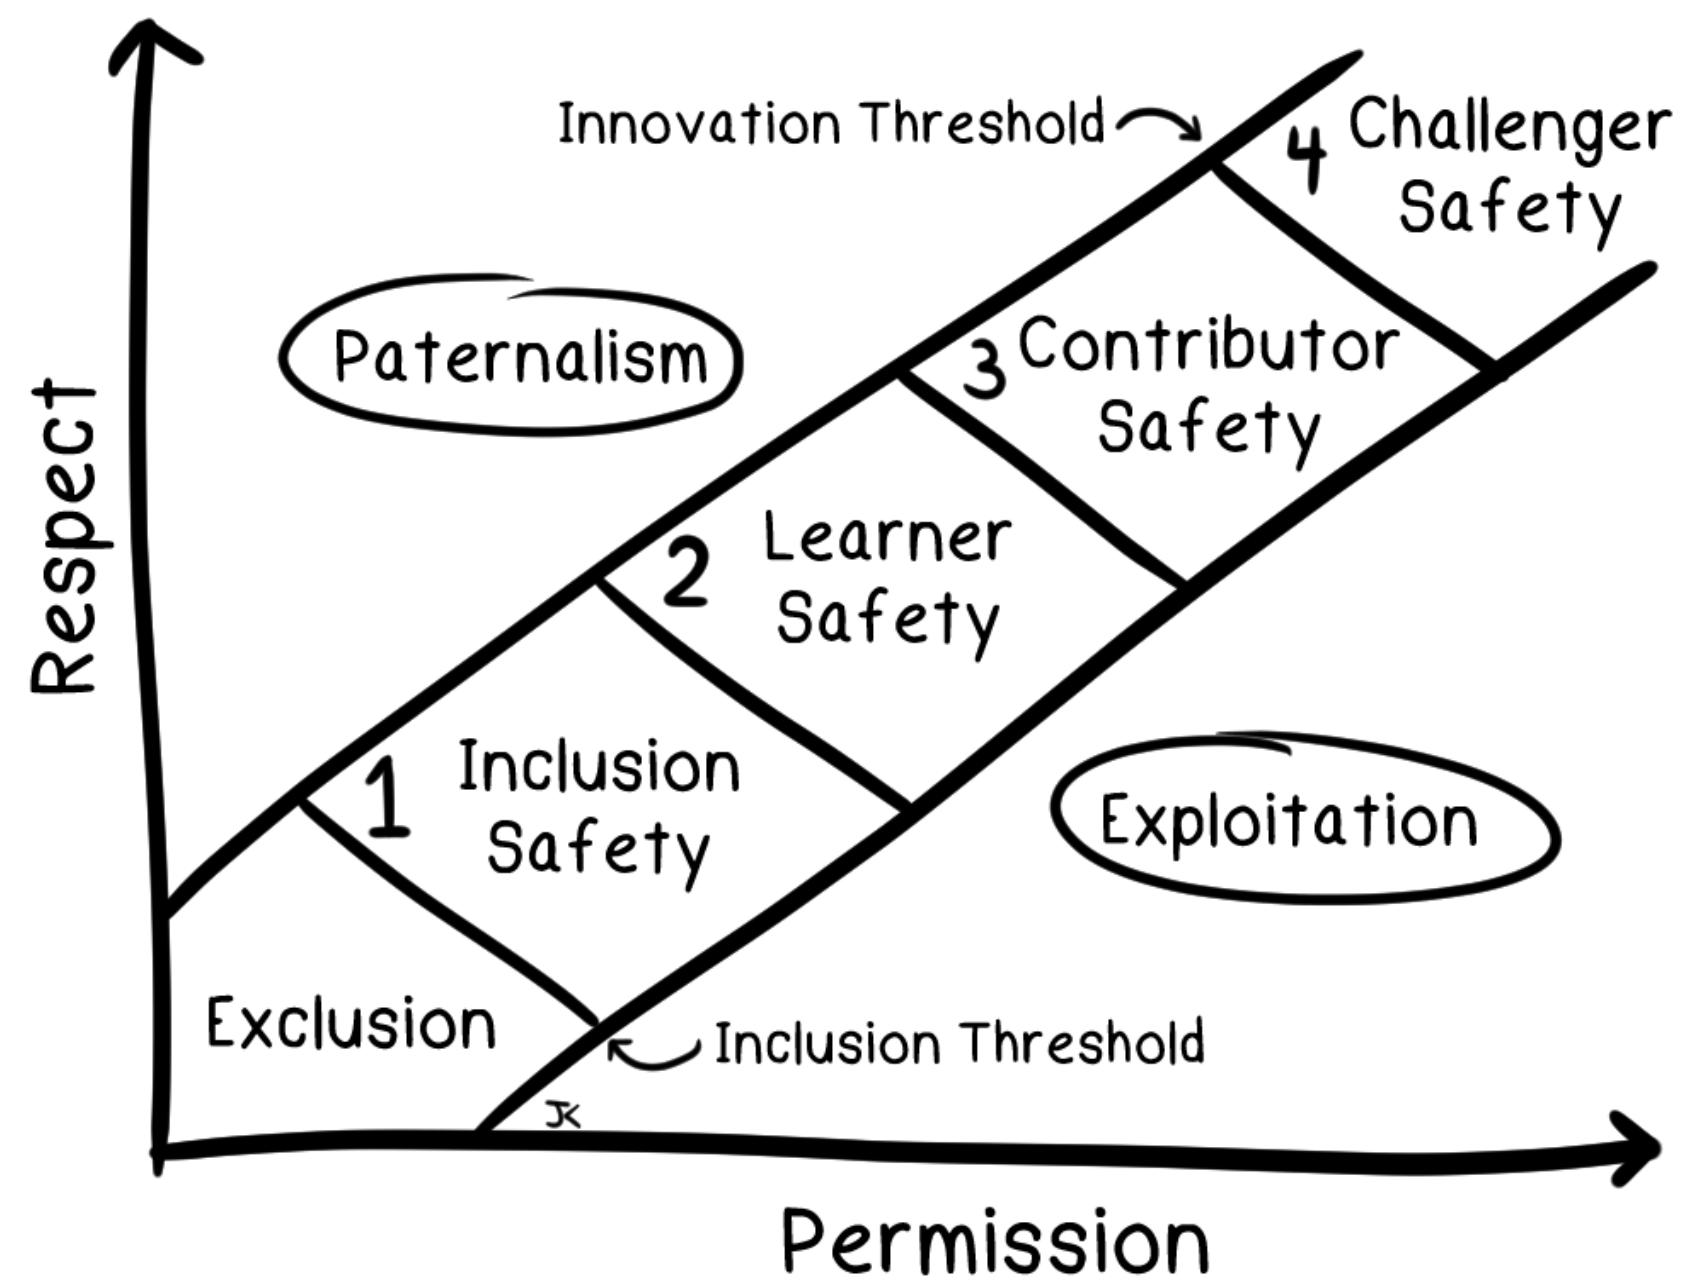 Innovation Threshold
4 Challenger
Safety
Paternalism
3 Contributor
Safety
Respect
2 Learner
Safety
1 Inclusion
Safety
Exploitation
Exclusion
Inclusion Threshold
JK
Permission